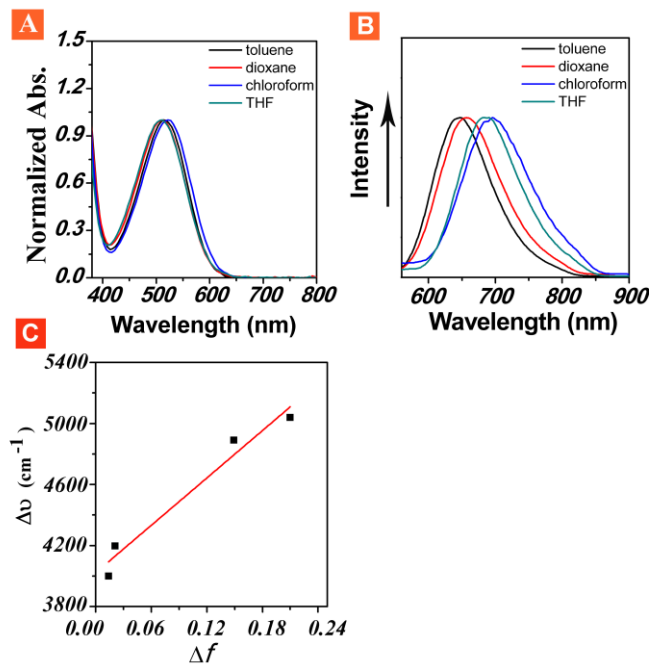 A
Normalized Abs.
1.5
1.2
0.9
0.6
0.3
0.0
toluene
dioxane
chloroform
THF
400 500 600 700 800
Wavelength (nm)
B
Intensity
toluene
dioxane
chloroform
THF
600 700 800 900
Wavelength (nm)
C
Δυ (cm⁻¹)
5400
5000
4600
4200
3800
0.00 0.06 0.12 0.18 0.24
Δf